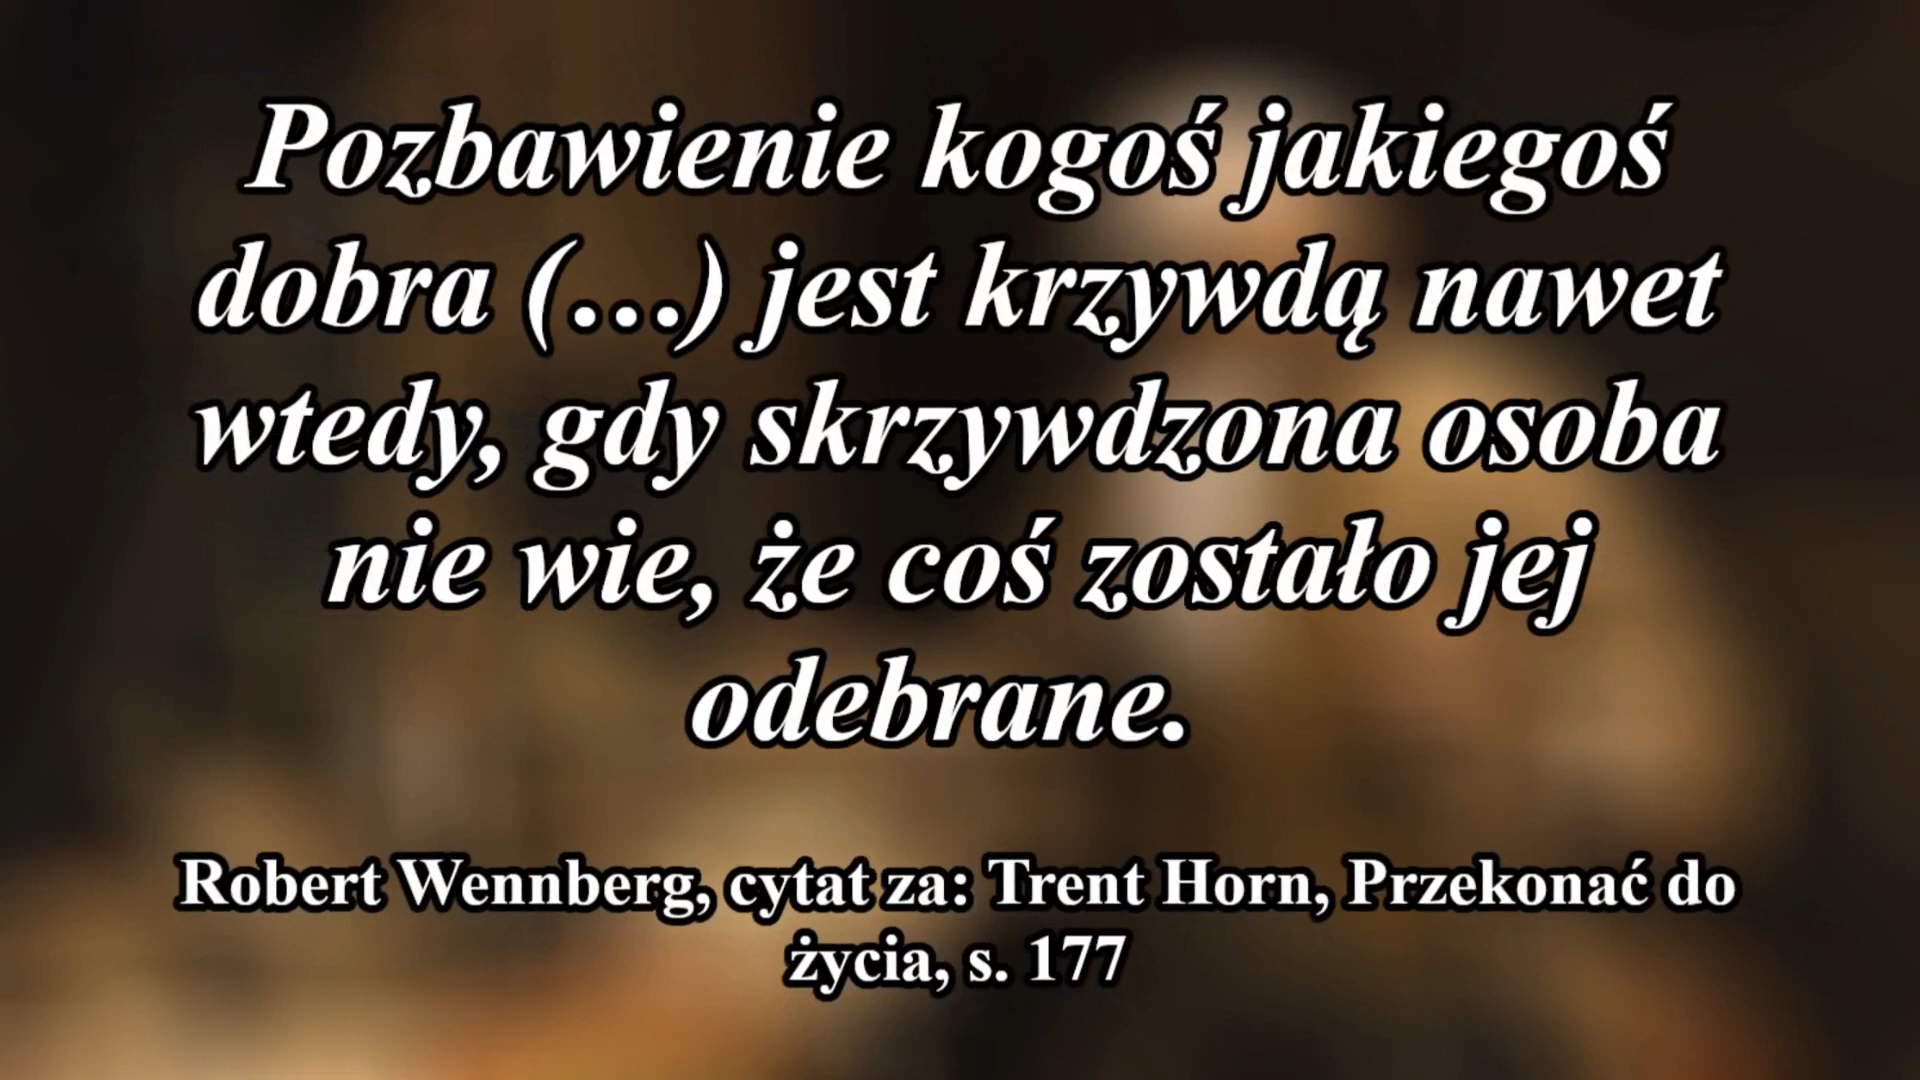 Pozbawienie kogoś jakiegoś
dobra (...) jest krzywdą nawet
wtedy, gdy skrzywdzona osoba
nie wie, że coś zostało jej
odebrane.
Robert Wennberg, cytat za: Trent Horn, Przekonać do
życia, s. 177